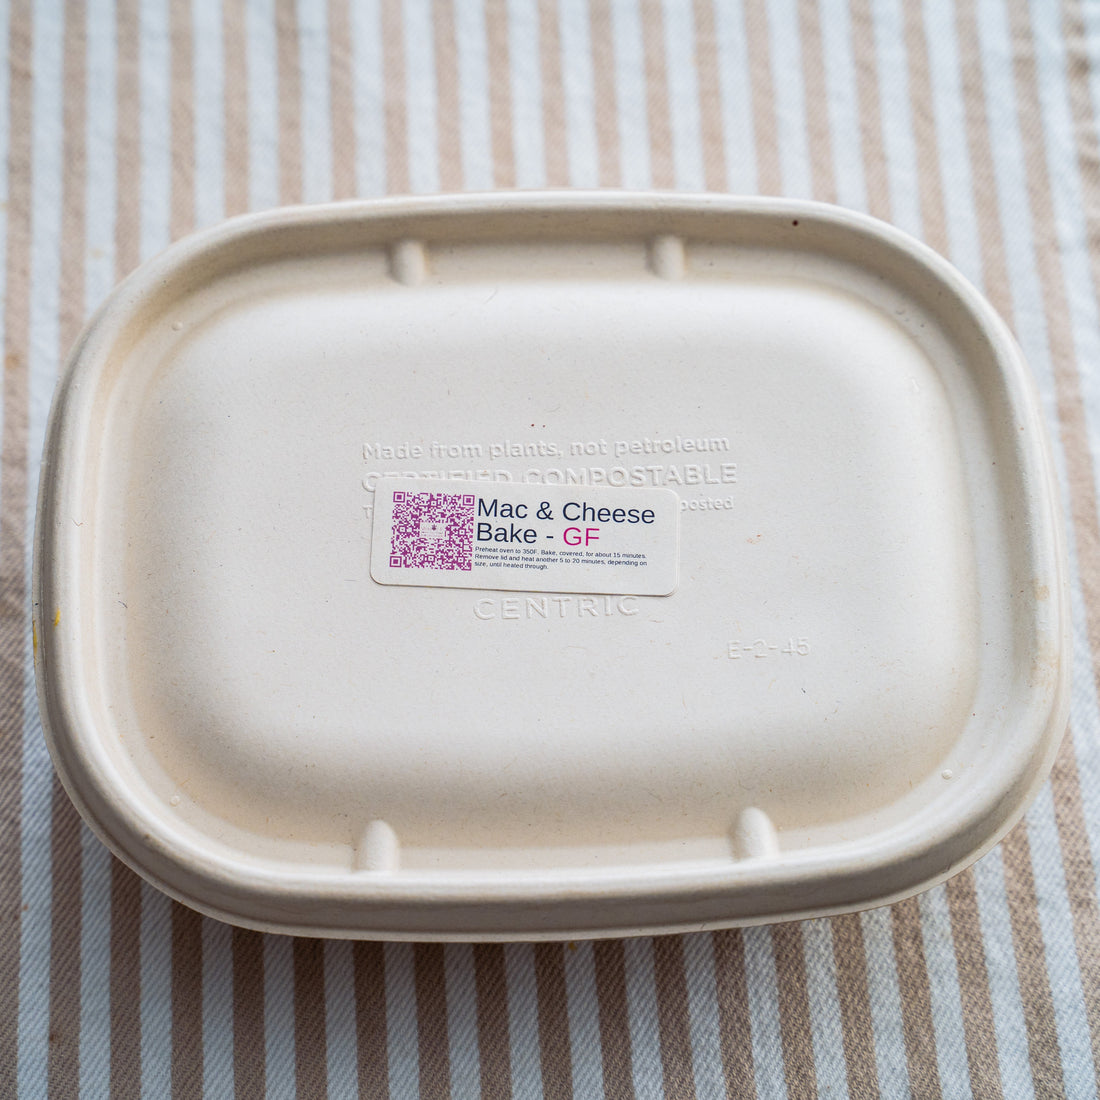 Made from plants, not petroleum
CERTIFIED COMPOSTABLE
posted
Mac & Cheese
Bake - GF
Preheat oven to 350F. Bake, covered, for about 15 minutes.
Remove lid and heat another 5 to 20 minutes, depending on
size, until heated through.
CENTRIC
E-2-45